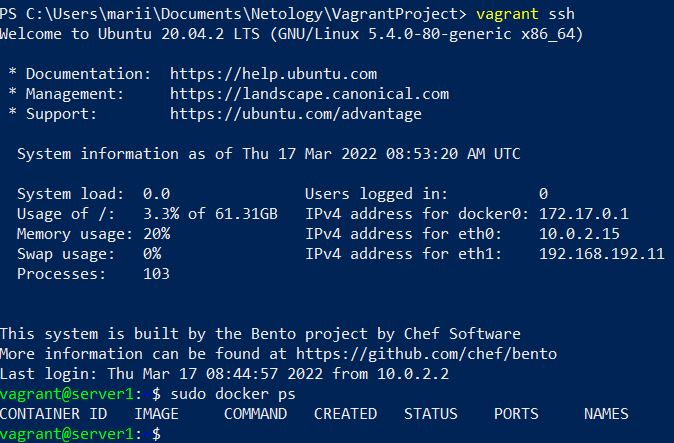 PS C:\Users\marii\Documents\Netology\VagrantProject> vagrant ssh
Welcome to Ubuntu 20.04.2 LTS (GNU/Linux 5.4.0-80-generic x86_64)
* Documentation:  https://help.ubuntu.com
* Management:     https://landscape.canonical.com
* Support:        https://ubuntu.com/advantage
System information as of Thu 17 Mar 2022 08:53:20 AM UTC
System load:  0.0                Users logged in:          0
Usage of /:   3.3% of 61.31GB   IPv4 address for docker0: 172.17.0.1
Memory usage: 20%                IPv4 address for eth0:    10.0.2.15
Swap usage:   0%                 IPv4 address for eth1:    192.168.192.11
Processes:    103
This system is built by the Bento project by Chef Software
More information can be found at https://github.com/chef/bento
Last login: Thu Mar 17 08:44:57 2022 from 10.0.2.2
vagrant@server1:~$ sudo docker ps
CONTAINER ID   IMAGE     COMMAND   CREATED   STATUS    PORTS     NAMES
vagrant@server1:~$